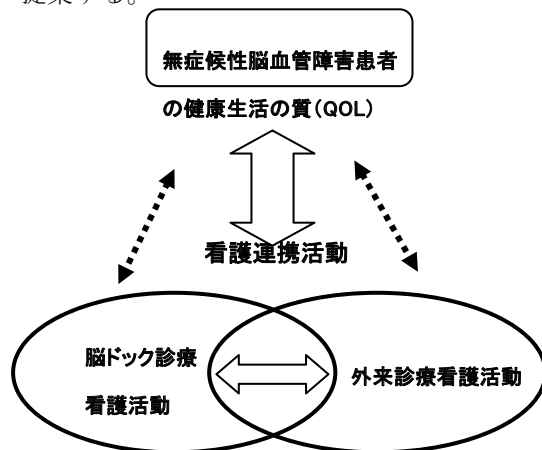 提案する。
無症候性脳血管障害患者
の健康生活の質(QOL)
看護連携活動
脳ドック診療
看護活動
外来診療看護活動